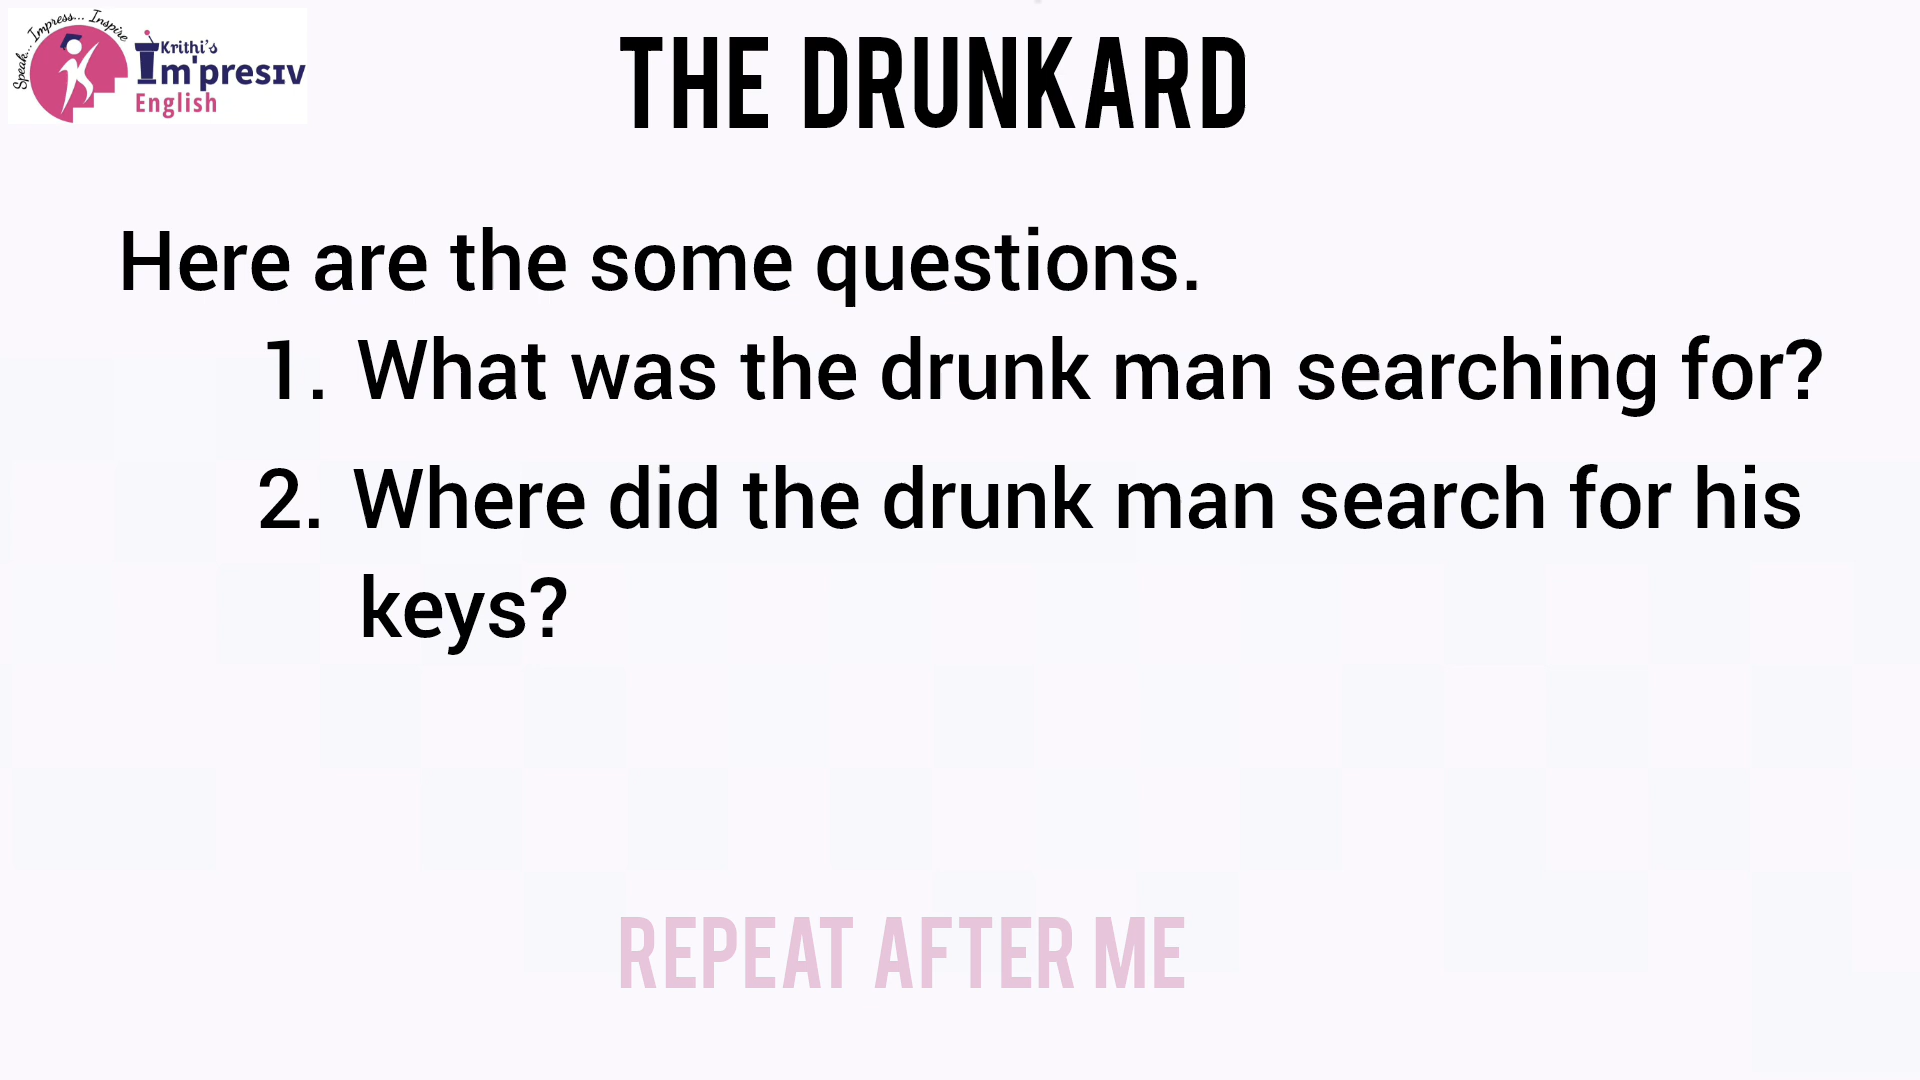 Speak... Impress... Inspire
Krithi's
Im'presıv
English
THE DRUNKARD
Here are the some questions.
1. What was the drunk man searching for?
2. Where did the drunk man search for his
keys?
REPEAT AFTER ME